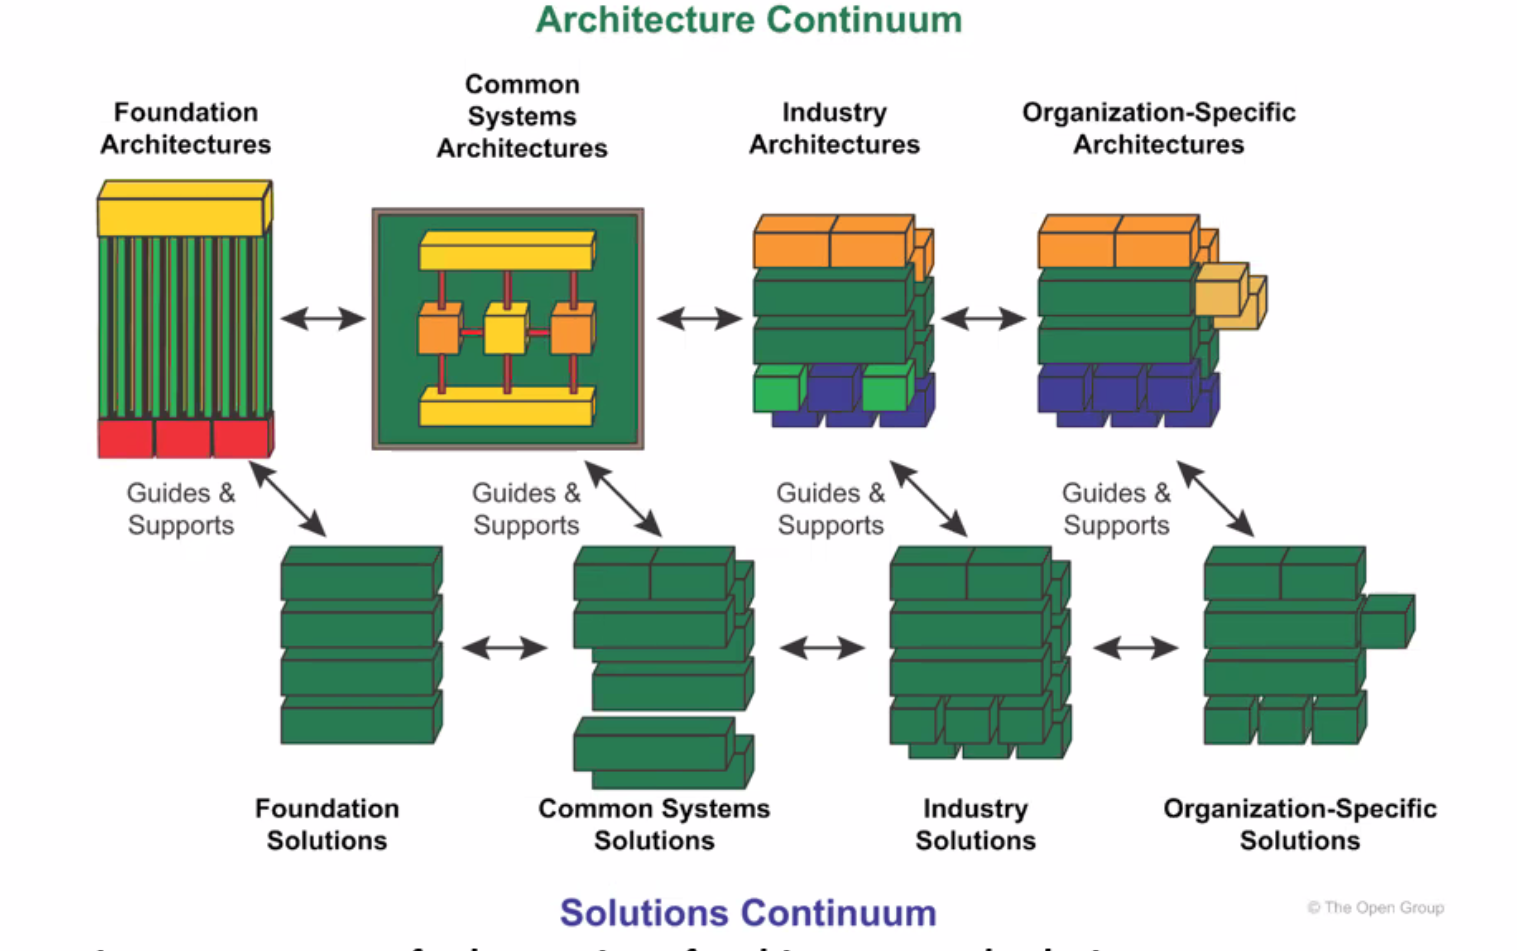 Architecture Continuum
Foundation
Architectures
Common
Systems
Architectures
Industry
Architectures
Organization-Specific
Architectures
Guides &
Supports
Guides &
Supports
Guides &
Supports
Guides &
Supports
Foundation
Solutions
Common Systems
Solutions
Industry
Solutions
Organization-Specific
Solutions
Solutions Continuum
© The Open Group